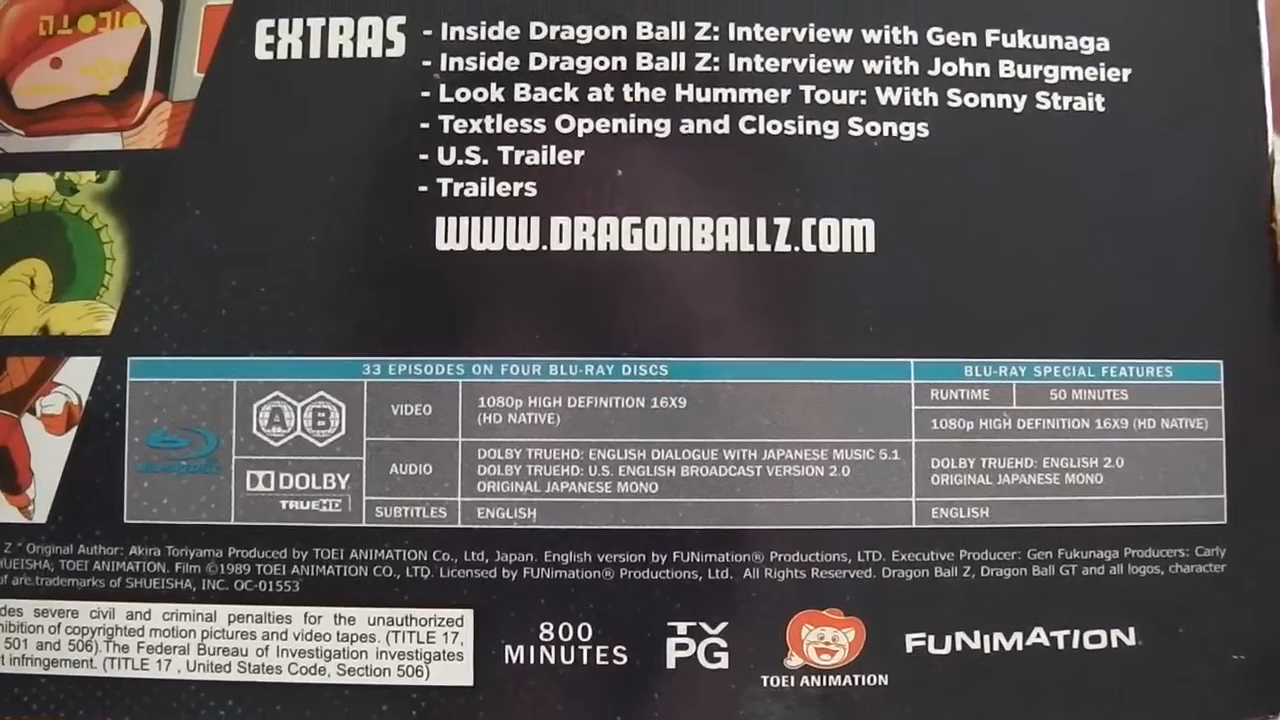 EXTRAS
- Inside Dragon Ball Z: Interview with Gen Fukunaga
- Inside Dragon Ball Z: Interview with John Burgmeier
- Look Back at the Hummer Tour: With Sonny Strait
- Textless Opening and Closing Songs
- U.S. Trailer
- Trailers
WWW.DRAGONBALLZ.COM
33 EPISODES ON FOUR BLU-RAY DISCS
BLU-RAY SPECIAL FEATURES
A B
DOLBY
TRUEHD
VIDEO
1080p HIGH DEFINITION 16X9
(HD NATIVE)
AUDIO
DOLBY TRUEHD: ENGLISH DIALOGUE WITH JAPANESE MUSIC 5.1
DOLBY TRUEHD: U.S. ENGLISH BROADCAST VERSION 2.0
ORIGINAL JAPANESE MONO
SUBTITLES
ENGLISH
RUNTIME
50 MINUTES
1080p HIGH DEFINITION 16X9 (HD NATIVE)
DOLBY TRUEHD: ENGLISH 2.0
ORIGINAL JAPANESE MONO
ENGLISH
Z " Original Author: Akira Toriyama Produced by TOEI ANIMATION Co., Ltd, Japan. English version by FUNimation® Productions, LTD. Executive Producer: Gen Fukunaga Producers: Carly
HUEISHA, TOEI ANIMATION. Film ©1989 TOEI ANIMATION CO., LTD. Licensed by FUNimation® Productions, Ltd. All Rights Reserved. Dragon Ball Z, Dragon Ball GT and all logos, character
of are trademarks of SHUEISHA, INC. OC-01553
des severe civil and criminal penalties for the unauthorized
hibition of copyrighted motion pictures and video tapes. (TITLE 17,
501 and 506).The Federal Bureau of Investigation investigates
t infringement. (TITLE 17 , United States Code, Section 506)
800
MINUTES
TV
PG
TOEI ANIMATION
FUNIMATION